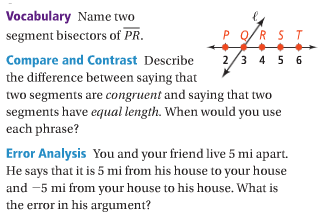 Vocabulary Name two
segment bisectors of PR.
ℓ
P Q R S T
2 3 4 5 6
Compare and Contrast Describe
the difference between saying that
two segments are congruent and saying that two
segments have equal length. When would you use
each phrase?
Error Analysis You and your friend live 5 mi apart.
He says that it is 5 mi from his house to your house
and −5 mi from your house to his house. What is
the error in his argument?